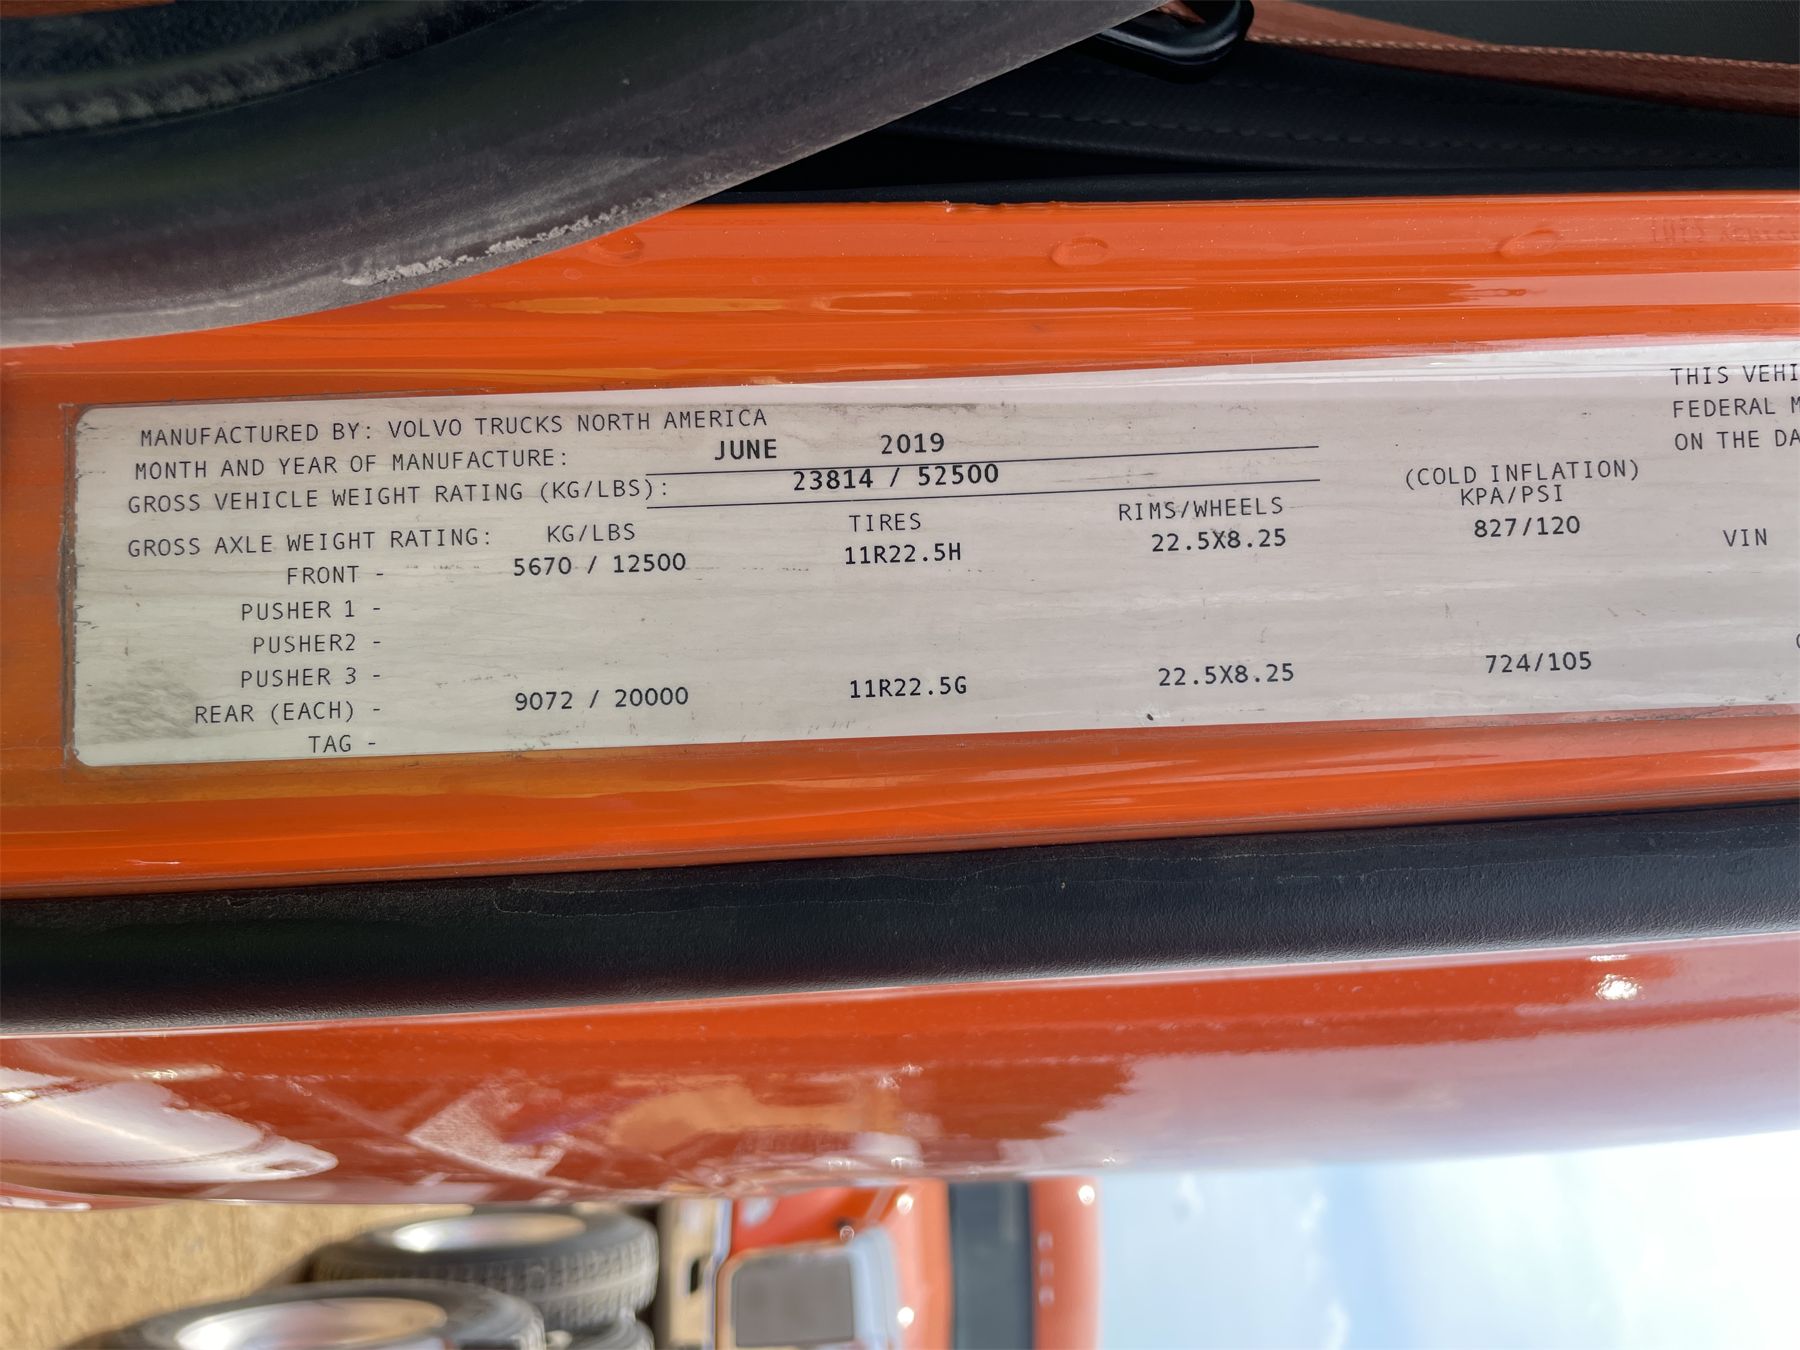 MANUFACTURED BY: VOLVO TRUCKS NORTH AMERICA
MONTH AND YEAR OF MANUFACTURE: JUNE 2019
GROSS VEHICLE WEIGHT RATING (KG/LBS): 23814 / 52500
GROSS AXLE WEIGHT RATING: KG/LBS TIRES RIMS/WHEELS (COLD INFLATION) KPA/PSI
FRONT - 5670 / 12500 11R22.5H 22.5X8.25 827/120
PUSHER 1 -
PUSHER2 -
PUSHER 3 -
REAR (EACH) - 9072 / 20000 11R22.5G 22.5X8.25 724/105
TAG -
THIS
FEDERAL
ON THE
VIN